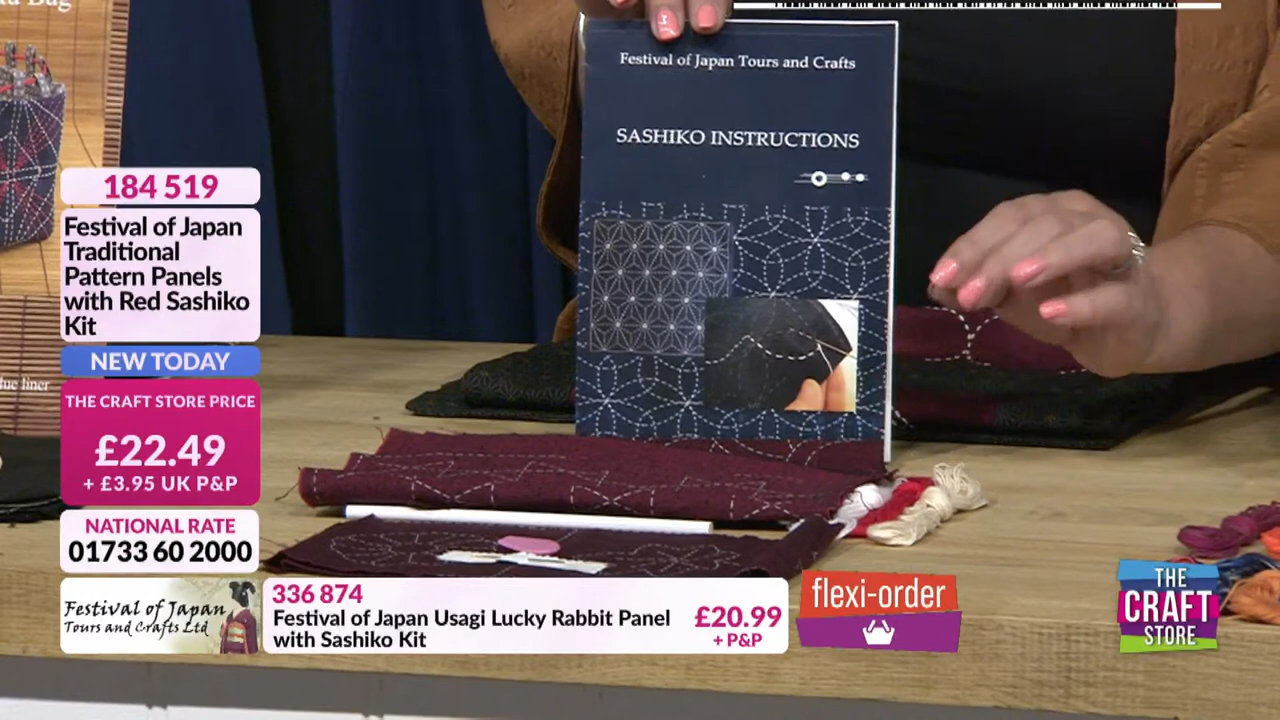 Bag
Festival of Japan Tours and Crafts
SASHIKO INSTRUCTIONS
184 519
Festival of Japan
Traditional
Pattern Panels
with Red Sashiko
Kit
NEW TODAY
blue liner
THE CRAFT STORE PRICE
£22.49
+ £3.95 UK P&P
NATIONAL RATE
01733 60 2000
Festival of Japan
Tours and Crafts Ltd
336 874
Festival of Japan Usagi Lucky Rabbit Panel
with Sashiko Kit
£20.99
+ P&P
flexi-order
THE
CRAFT
STORE